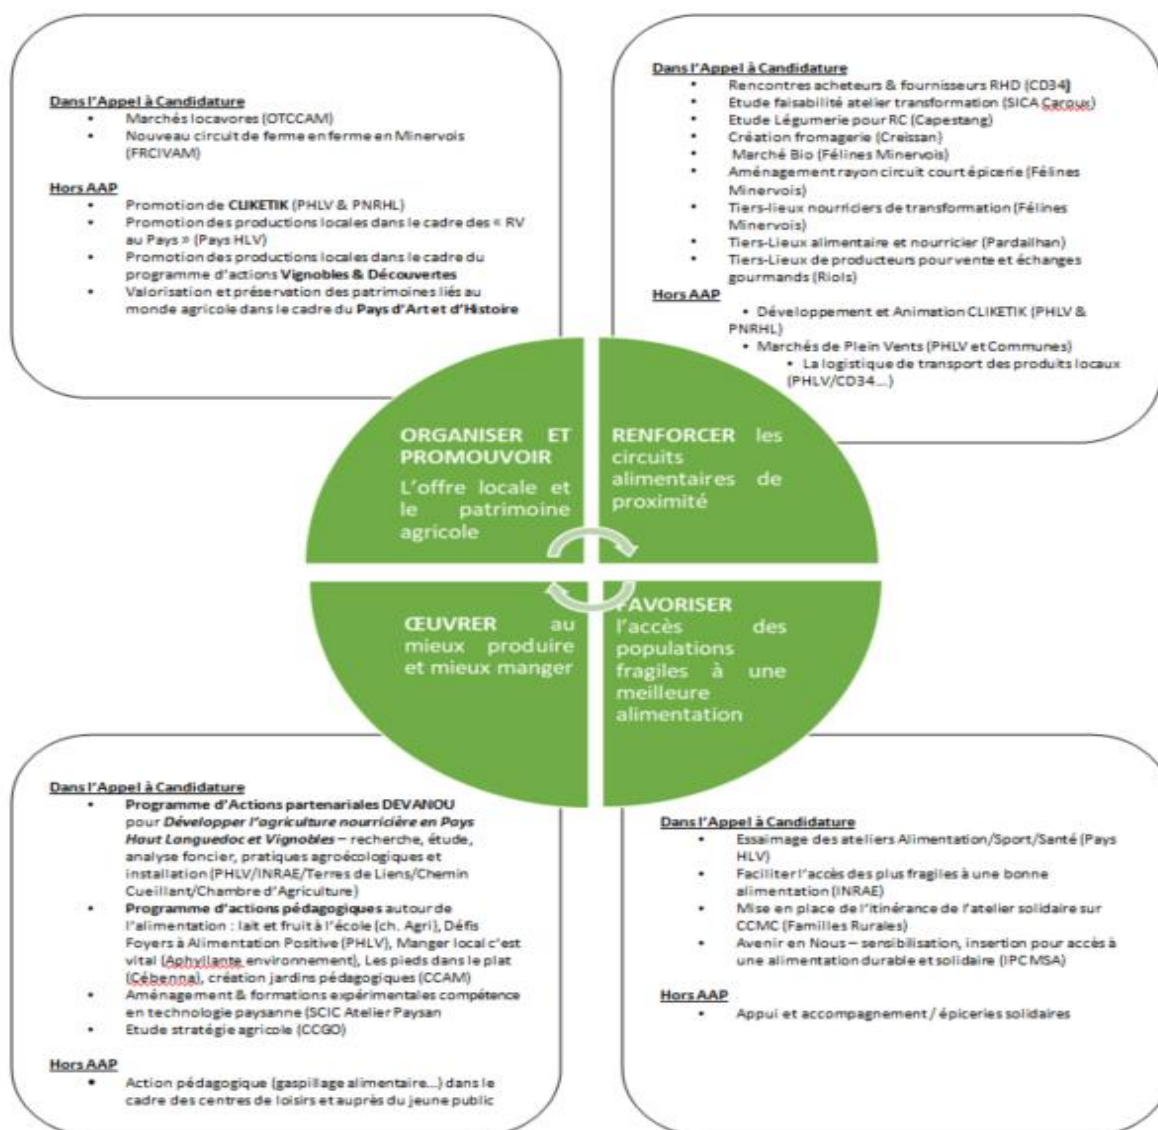 Dans l'Appel à Candidature
• Marchés locavores (OTCCAM)
• Nouveau circuit de ferme en ferme en Minervois
(FRCIVAM)
Hors AAP
• Promotion de CLIKETIK (PHLV & PNRHL)
• Promotion des productions locales dans le cadre des « RV
au Pays » (Pays HLV)
• Promotion des productions locales dans le cadre du
programme d'actions Vignobles & Découvertes
• Valorisation et préservation des patrimoines liés au
monde agricole dans le cadre du Pays d'Art et d'Histoire
Dans l'Appel à Candidature
• Rencontres acheteurs & fournisseurs RHD (CD34)
• Etude faisabilité atelier transformation (SICA Caroux)
• Etude Légumerie pour RC (Capestang)
• Création fromagerie (Creissan)
• Marché Bio (Félines Minervois)
• Aménagement rayon circuit court épicerie (Félines
Minervois)
• Tiers-lieux nourriciers de transformation (Félines
Minervois)
• Tiers-Lieux alimentaire et nourricier (Pardailhan)
• Tiers-Lieux de producteurs pour vente et échanges
gourmands (Riols)
Hors AAP
• Développement et Animation CLIKETIK (PHLV &
PNRHL)
• Marchés de Plein Vents (PHLV et Communes)
• La logistique de transport des produits locaux
(PHLV/CD34...)
ORGANISER ET
PROMOUVOIR
L'offre locale et
le patrimoine
agricole
RENFORCER les
circuits
alimentaires de
proximité
ŒUVRER au
mieux produire
et mieux manger
FAVORISER
l'accès des
populations
fragiles à une
meilleure
alimentation
Dans l'Appel à Candidature
• Programme d'Actions partenariales DEVANOU
pour Développer l'agriculture nourricière en Pays
Haut Languedoc et Vignobles – recherche, étude,
analyse foncier, pratiques agroécologiques et
installation (PHLV/INRAE/Terres de Liens/Chemin
Cueillant/Chambre d'Agriculture)
• Programme d'actions pédagogiques autour de
l'alimentation : lait et fruit à l'école (ch. Agri), Défis
Foyers à Alimentation Positive (PHLV), Manger local c'est
vital (Aphyllante environnement), Les pieds dans le plat
(Cébenna), création jardins pédagogiques (CCAM)
• Aménagement & formations expérimentales compétence
en technologie paysanne (SCIC Atelier Paysan
• Etude stratégie agricole (CCGO)
Hors AAP
• Action pédagogique (gaspillage alimentaire...) dans le
cadre des centres de loisirs et auprès du jeune public
Dans l'Appel à Candidature
• Essaimage des ateliers Alimentation/Sport/Santé (Pays
HLV)
• Faciliter l'accès des plus fragiles à une bonne
alimentation (INRAE)
• Mise en place de l'itinérance de l'atelier solidaire sur
CCMC (Familles Rurales)
• Avenir en Nous – sensibilisation, insertion pour accès à
une alimentation durable et solidaire (IPC MSA)
Hors AAP
• Appui et accompagnement / épiceries solidaires